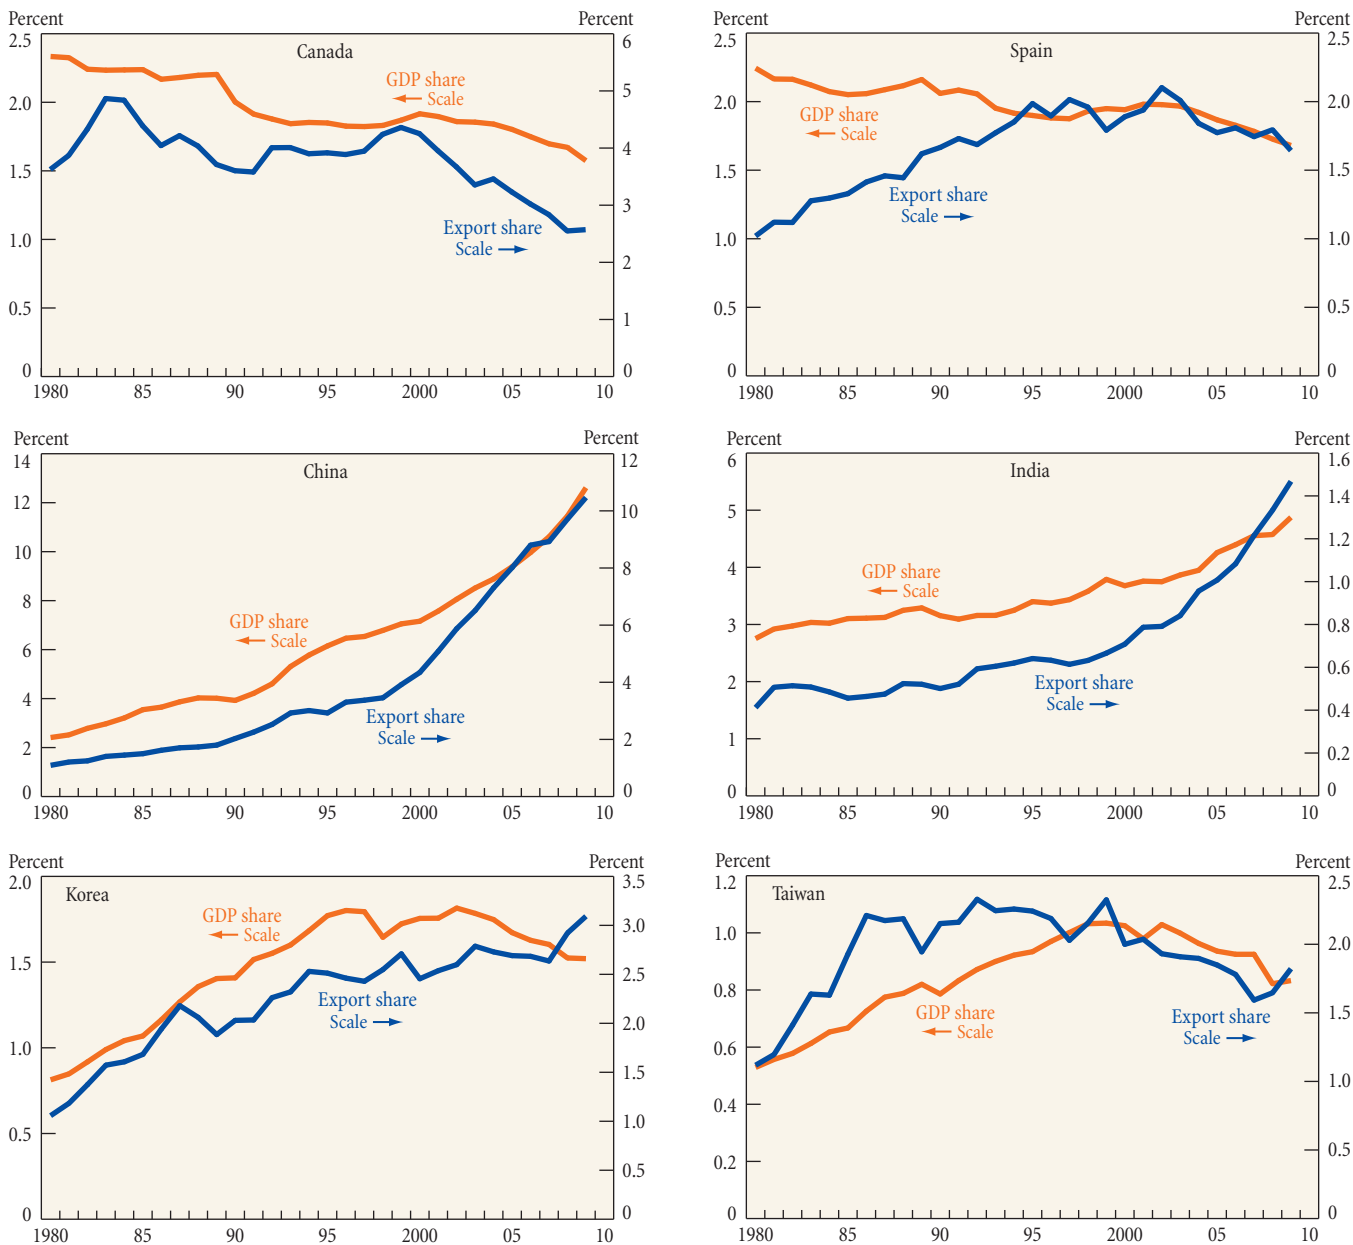 Percent Percent
Canada
2.5
2.0
1.5
1.0
0.5
0
GDP share
Scale
Export share
Scale
6
5
4
3
2
1
0
1980 85 90 95 2000 05 10
Percent Percent
Spain
2.5
2.0
1.5
1.0
0.5
0
GDP share
Scale
Export share
Scale
2.5
2.0
1.5
1.0
0.5
0
1980 85 90 95 2000 05 10
Percent Percent
China
14
12
10
8
6
4
2
0
GDP share
Scale
Export share
Scale
12
10
8
6
4
2
0
1980 85 90 95 2000 05 10
Percent Percent
India
6
5
4
3
2
1
0
GDP share
Scale
Export share
Scale
1.6
1.4
1.2
1.0
0.8
0.6
0.4
0.2
0
1980 85 90 95 2000 05 10
Percent Percent
Korea
2.0
1.5
1.0
0.5
0
GDP share
Scale
Export share
Scale
3.5
3.0
2.5
2.0
1.5
1.0
0.5
0
1980 85 90 95 2000 05 10
Percent Percent
Taiwan
1.2
1.0
0.8
0.6
0.4
0.2
0
GDP share
Scale
Export share
Scale
2.5
2.0
1.5
1.0
0.5
0
1980 85 90 95 2000 05 10